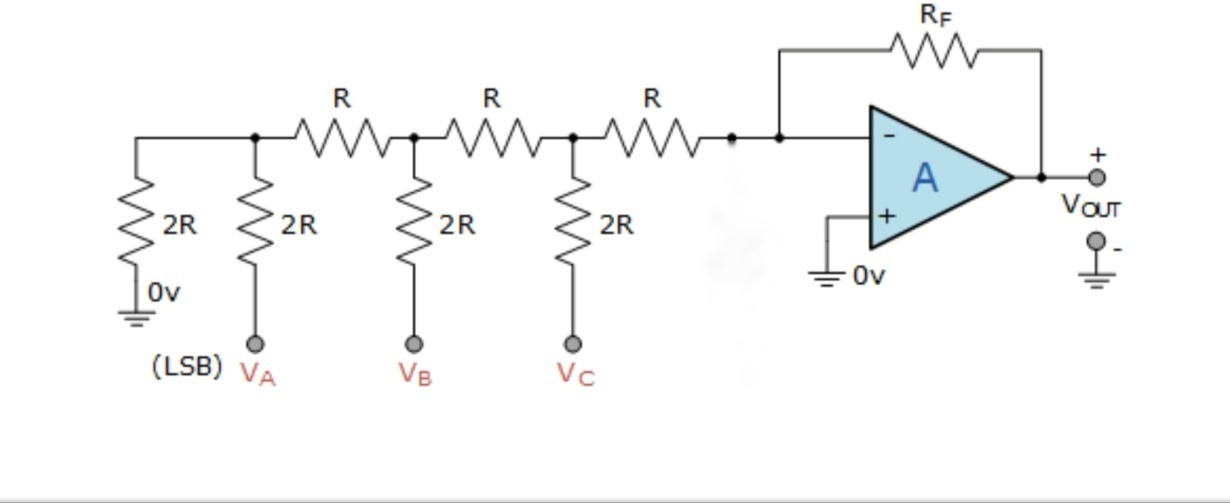 RF
R R R
-
A
+
+
VOUT
-
2R 2R 2R 2R
0v
0v
(LSB) VA VB VC